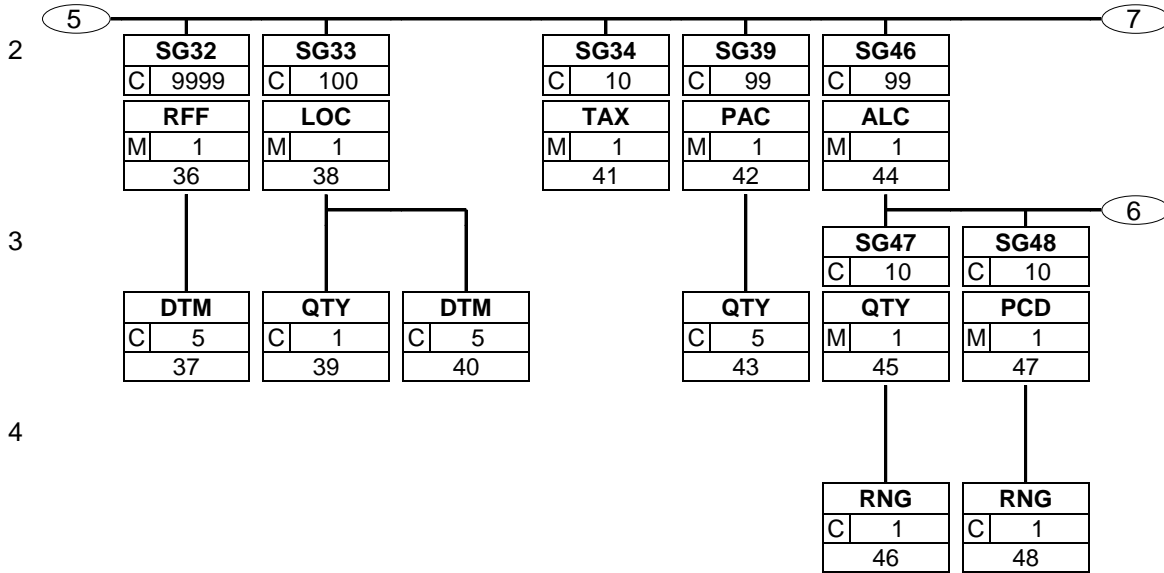 5 7
2 SG32 SG33 SG34 SG39 SG46
C 9999 C 100 C 10 C 99 C 99
RFF LOC TAX PAC ALC
M 1 M 1 M 1 M 1 M 1
36 38 41 42 44
6
3 SG47 SG48
C 10 C 10
DTM QTY DTM QTY QTY PCD
C 5 C 1 C 5 C 5 M 1 M 1
37 39 40 43 45 47
4
RNG RNG
C 1 C 1
46 48